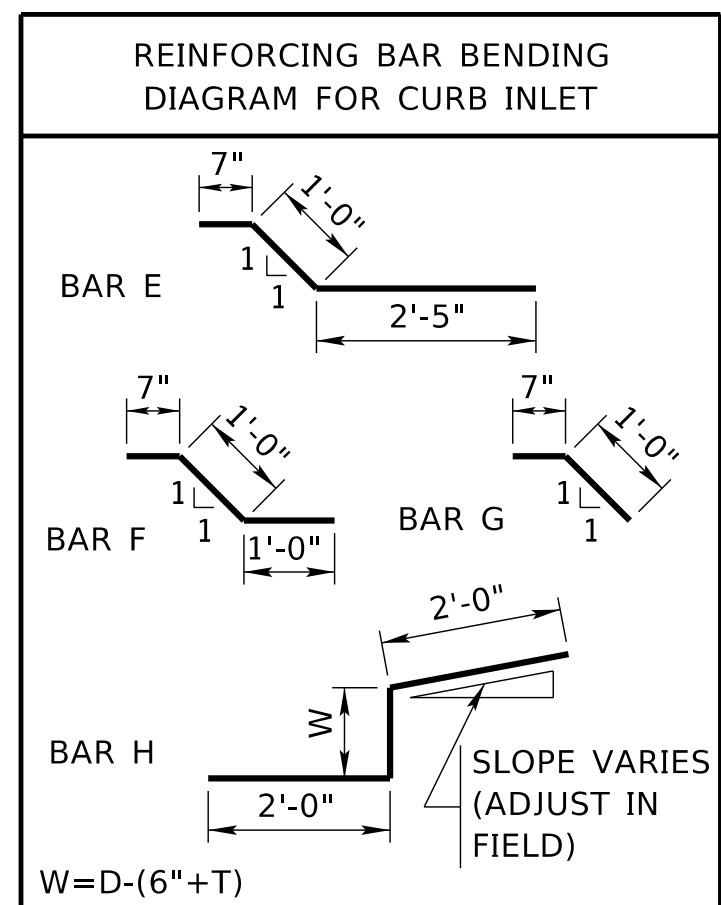 REINFORCING BAR BENDING
DIAGRAM FOR CURB INLET
7"
1'-0"
1
1
BAR E
2'-5"
7"
1'-0"
1
1
BAR F
1'-0"
7"
1'-0"
1
1
BAR G
2'-0"
W
BAR H
2'-0"
SLOPE VARIES
(ADJUST IN
FIELD)
W=D-(6"+T)